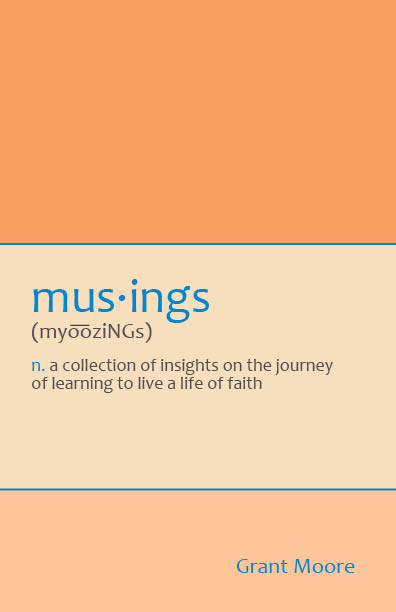 mus·ings
(myo͞oziNGs)
n. a collection of insights on the journey
of learning to live a life of faith
Grant Moore